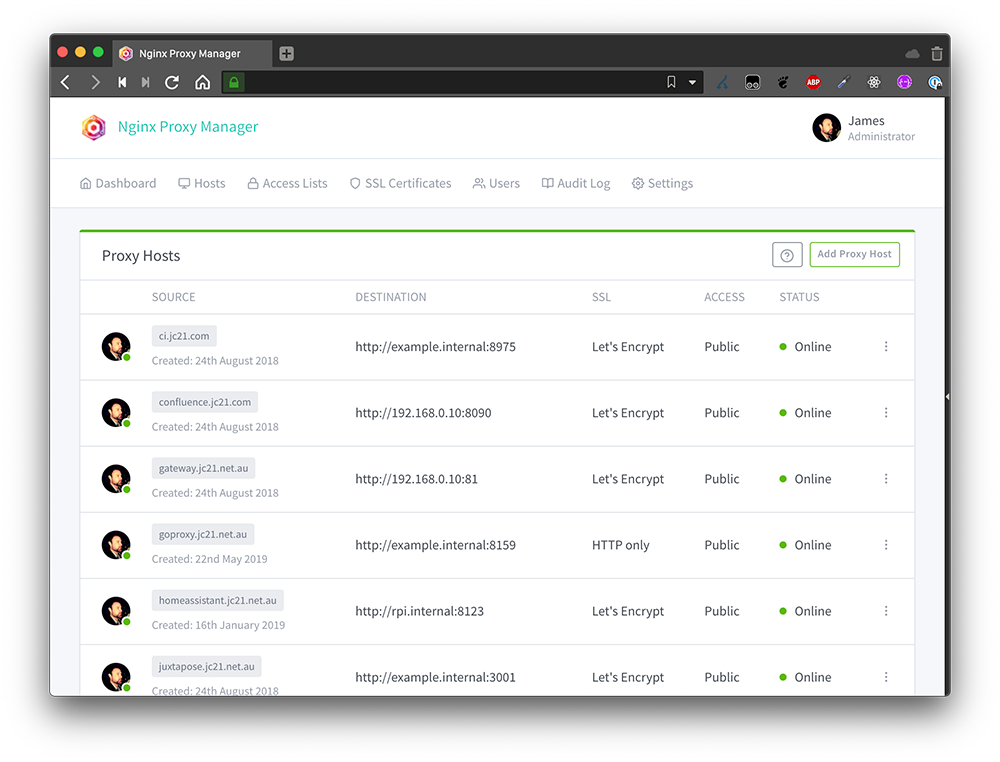 Nginx Proxy Manager
ABP
Nginx Proxy Manager
James
Administrator
Dashboard Hosts Access Lists SSL Certificates Users Audit Log Settings
Proxy Hosts
Add Proxy Host
SOURCE DESTINATION SSL ACCESS STATUS
ci.jc21.com
Created: 24th August 2018
http://example.internal:8975 Let's Encrypt Public Online
confluence.jc21.com
Created: 24th August 2018
http://192.168.0.10:8090 Let's Encrypt Public Online
gateway.jc21.net.au
Created: 24th August 2018
http://192.168.0.10:81 Let's Encrypt Public Online
goproxy.jc21.net.au
Created: 22nd May 2019
http://example.internal:8159 HTTP only Public Online
homeassistant.jc21.net.au
Created: 16th January 2019
http://rpi.internal:8123 Let's Encrypt Public Online
juxtapose.jc21.net.au
Created: 24th August 2018
http://example.internal:3001 Let's Encrypt Public Online